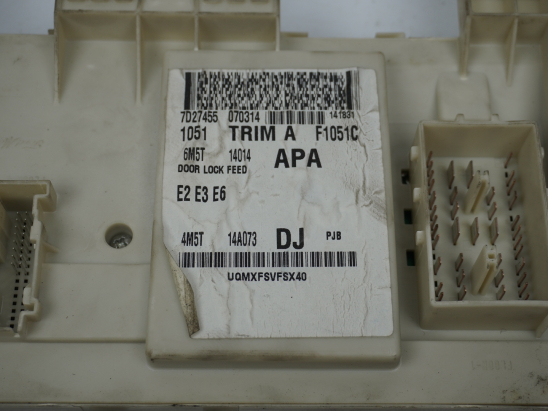 7D27455 070314 141831
1051 TRIM A F1051C
6M5T 14014 APA
DOOR LOCK FEED
E2 E3 E6
4M5T 14A073 DJ PJB
UQMXFSVFSX40